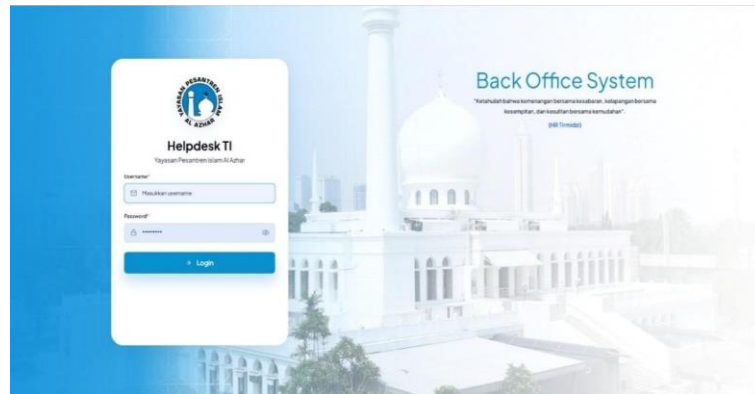 YAYASAN PESANTREN ISLAM
AL AZHAR
Helpdesk TI
Yayasan Pesantren Islam Al Azhar
Username*
Masukkan username
Password*
Login
Back Office System
"Ketahuilah bahwa kemenangan bersama kesabaran, kelapangan bersama
kesempitan, dan kesulitan bersama kemudahan".
(HR Tirmidzi)